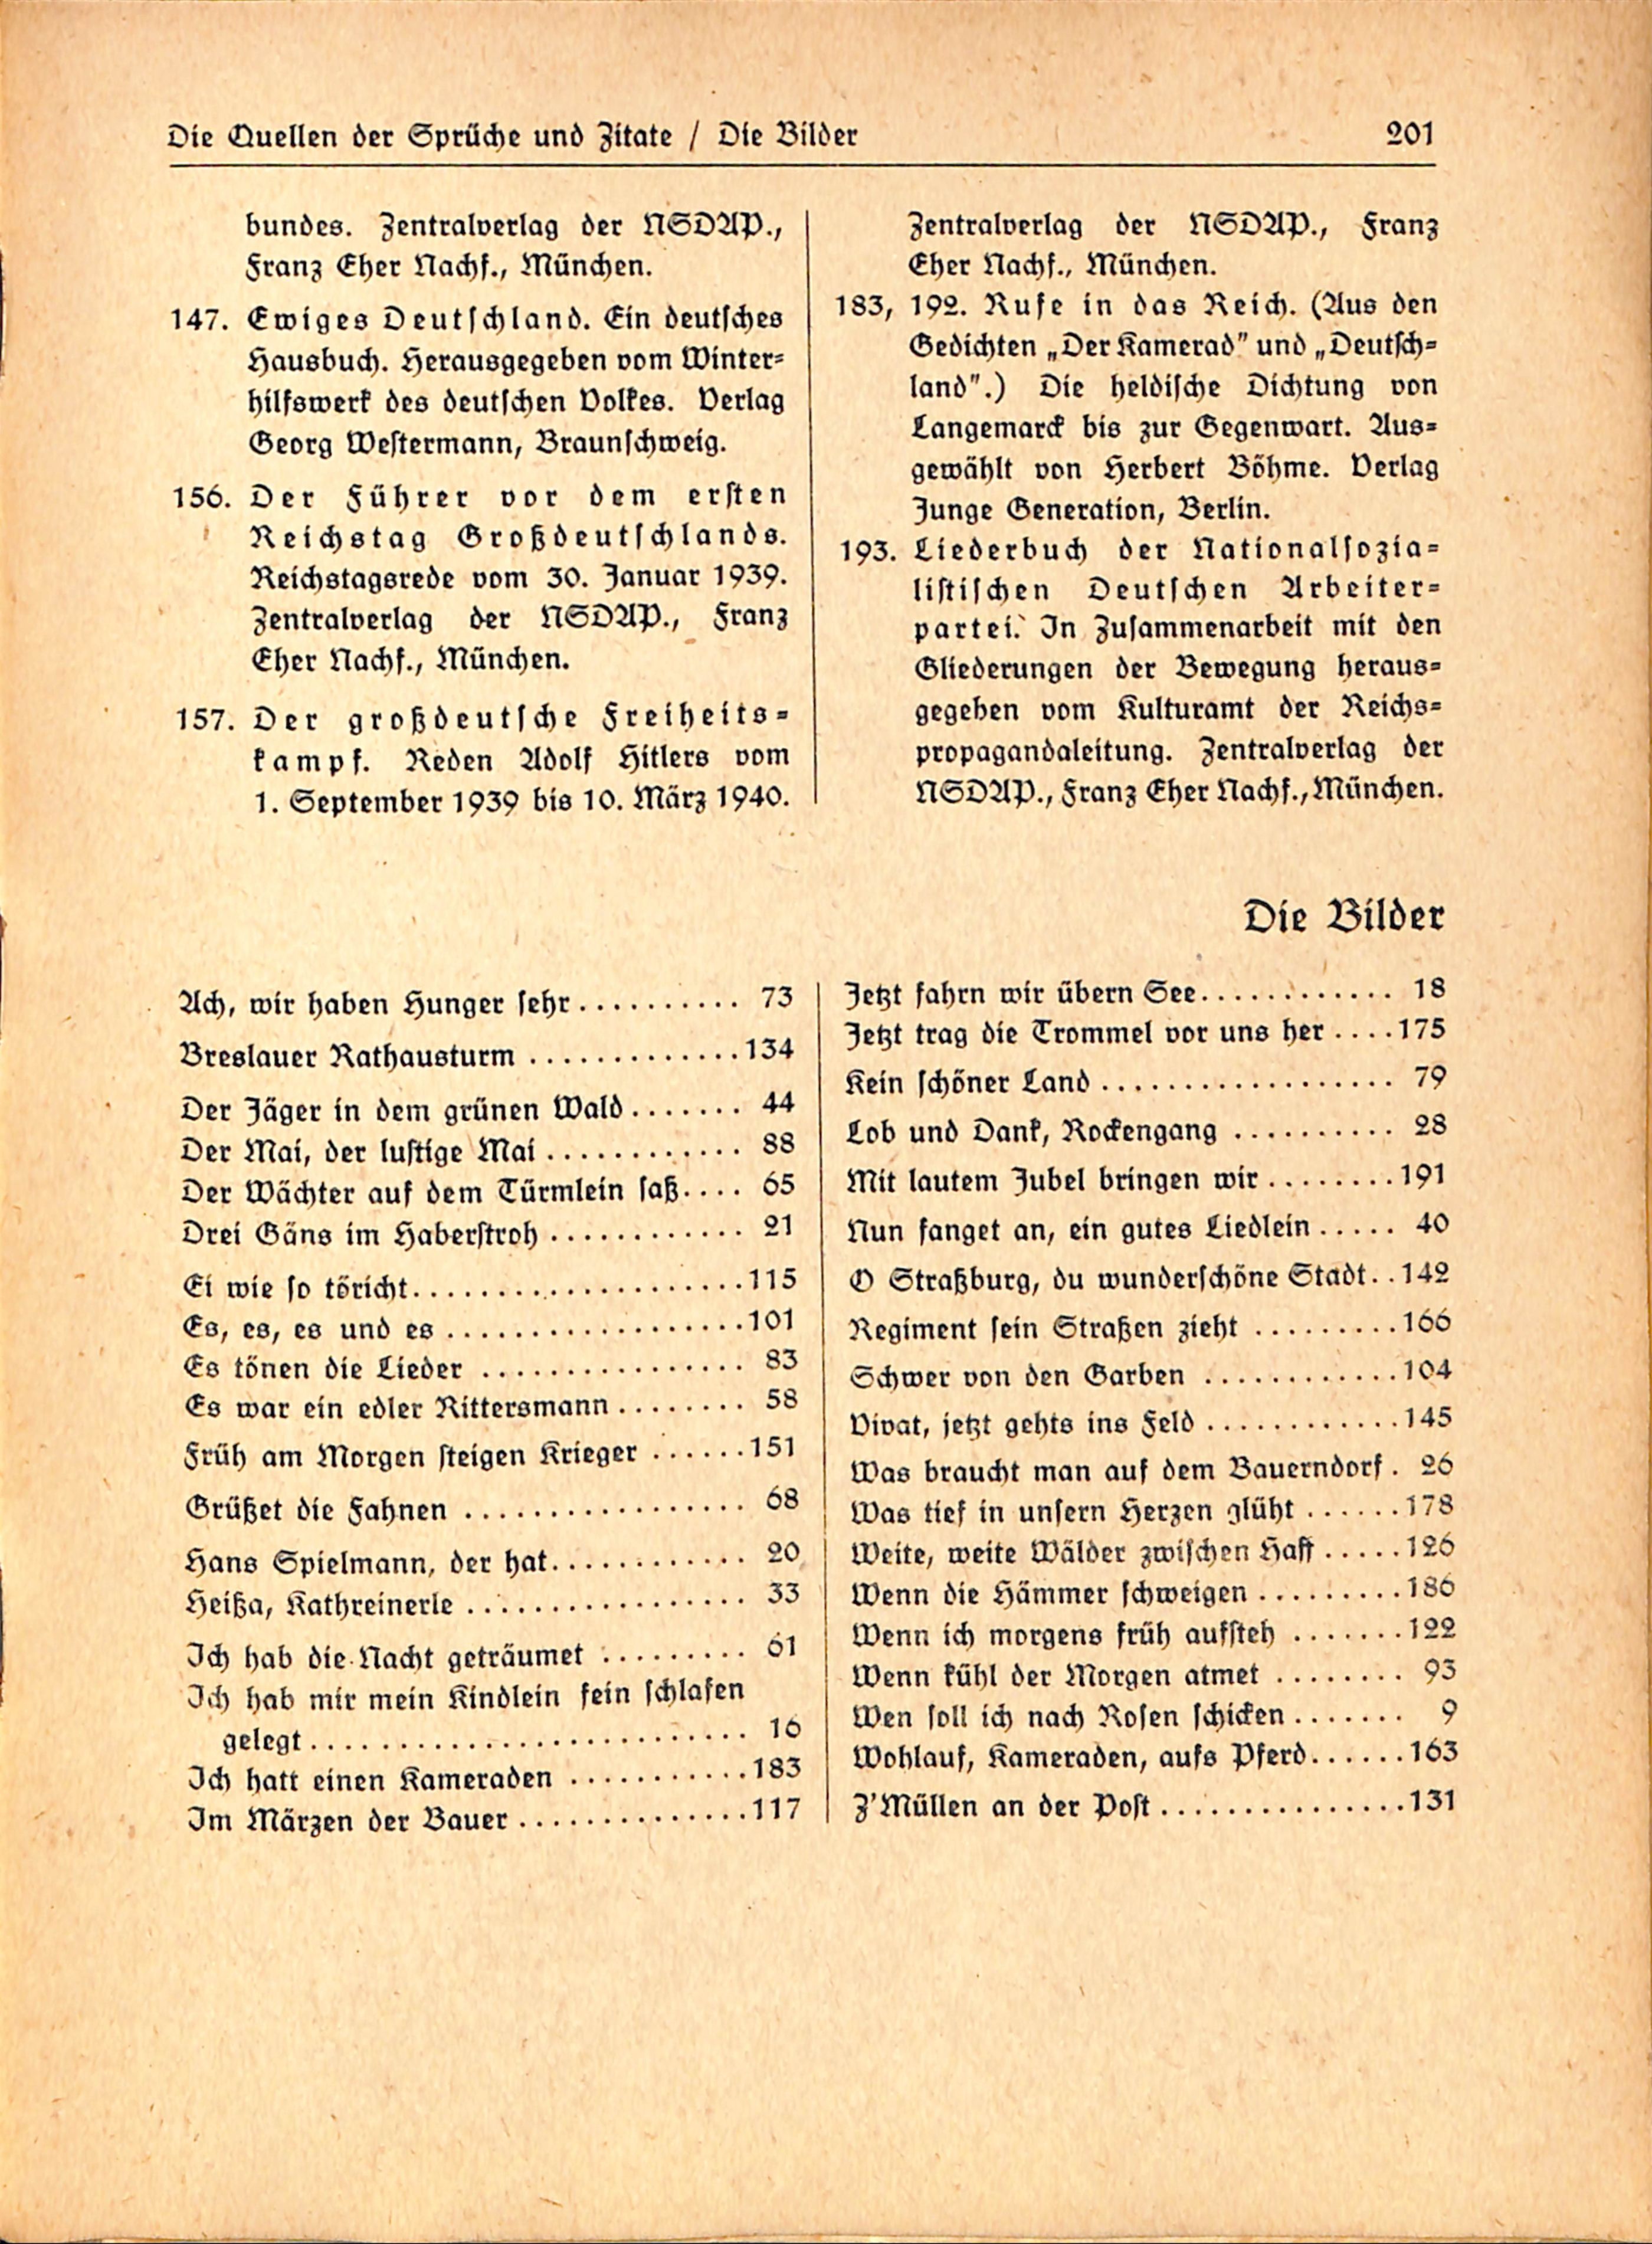 Die Quellen der Sprüche und Zitate / Die Bilder 201
bundes. Zentralverlag der NSDAP.,
Franz Eher Nachf., München.
147. Ewiges Deutschland. Ein deutsches
Hausbuch. Herausgegeben vom Winter=
hilfswerk des deutschen Volkes. Verlag
Georg Westermann, Braunschweig.
156. Der Führer vor dem ersten
Reichstag Großdeutschlands.
Reichstagsrede vom 30. Januar 1939.
Zentralverlag der NSDAP., Franz
Eher Nachf., München.
157. Der großdeutsche Freiheits=
kampf. Reden Adolf Hitlers vom
1. September 1939 bis 10. März 1940.
Zentralverlag der NSDAP., Franz
Eher Nachf., München.
183, 192. Rufe in das Reich. (Aus den
Gedichten „Der Kamerad" und „Deutsch=
land".) Die heldische Dichtung von
Langemarck bis zur Gegenwart. Aus=
gewählt von Herbert Böhme. Verlag
Junge Generation, Berlin.
193. Liederbuch der Nationalsozia=
listischen Deutschen Arbeiter=
partei. In Zusammenarbeit mit den
Gliederungen der Bewegung heraus=
gegeben vom Kulturamt der Reichs=
propagandaleitung. Zentralverlag der
NSDAP., Franz Eher Nachf., München.
Die Bilder
Ach, wir haben Hunger sehr.......... 73
Breslauer Rathausturm .............134
Der Jäger in dem grünen Wald....... 44
Der Mai, der lustige Mai............ 88
Der Wächter auf dem Türmlein saß.... 65
Drei Gäns im Haberstroh............ 21
Ei wie so töricht....................115
Es, es, es und es..................101
Es tönen die Lieder ................ 83
Es war ein edler Rittersmann........ 58
Früh am Morgen steigen Krieger ......151
Grüßet die Fahnen ................. 68
Hans Spielmann, der hat............ 20
Heißa, Kathreinerle................. 33
Ich hab die Nacht geträumet ......... 61
Ich hab mir mein Kindlein fein schlafen
gelegt.......................... 16
Ich hatt einen Kameraden ...........183
Im Märzen der Bauer..............117
Jetzt fahrn wir übern See............ 18
Jetzt trag die Trommel vor uns her....175
Kein schöner Land.................. 79
Lob und Dank, Rockengang .......... 28
Mit lautem Jubel bringen wir........191
Nun fanget an, ein gutes Liedlein..... 40
O Straßburg, du wunderschöne Stadt..142
Regiment sein Straßen zieht .........166
Schwer von den Garben ............104
Vivat, jetzt gehts ins Feld............145
Was braucht man auf dem Bauerndorf. 26
Was tief in unsern Herzen glüht......178
Weite, weite Wälder zwischen Haff.....126
Wenn die Hämmer schweigen.........186
Wenn ich morgens früh aufsteh .......122
Wenn kühl der Morgen atmet ........ 93
Wen soll ich nach Rosen schicken....... 9
Wohlauf, Kameraden, aufs Pferd......163
Z'Müllen an der Post...............131